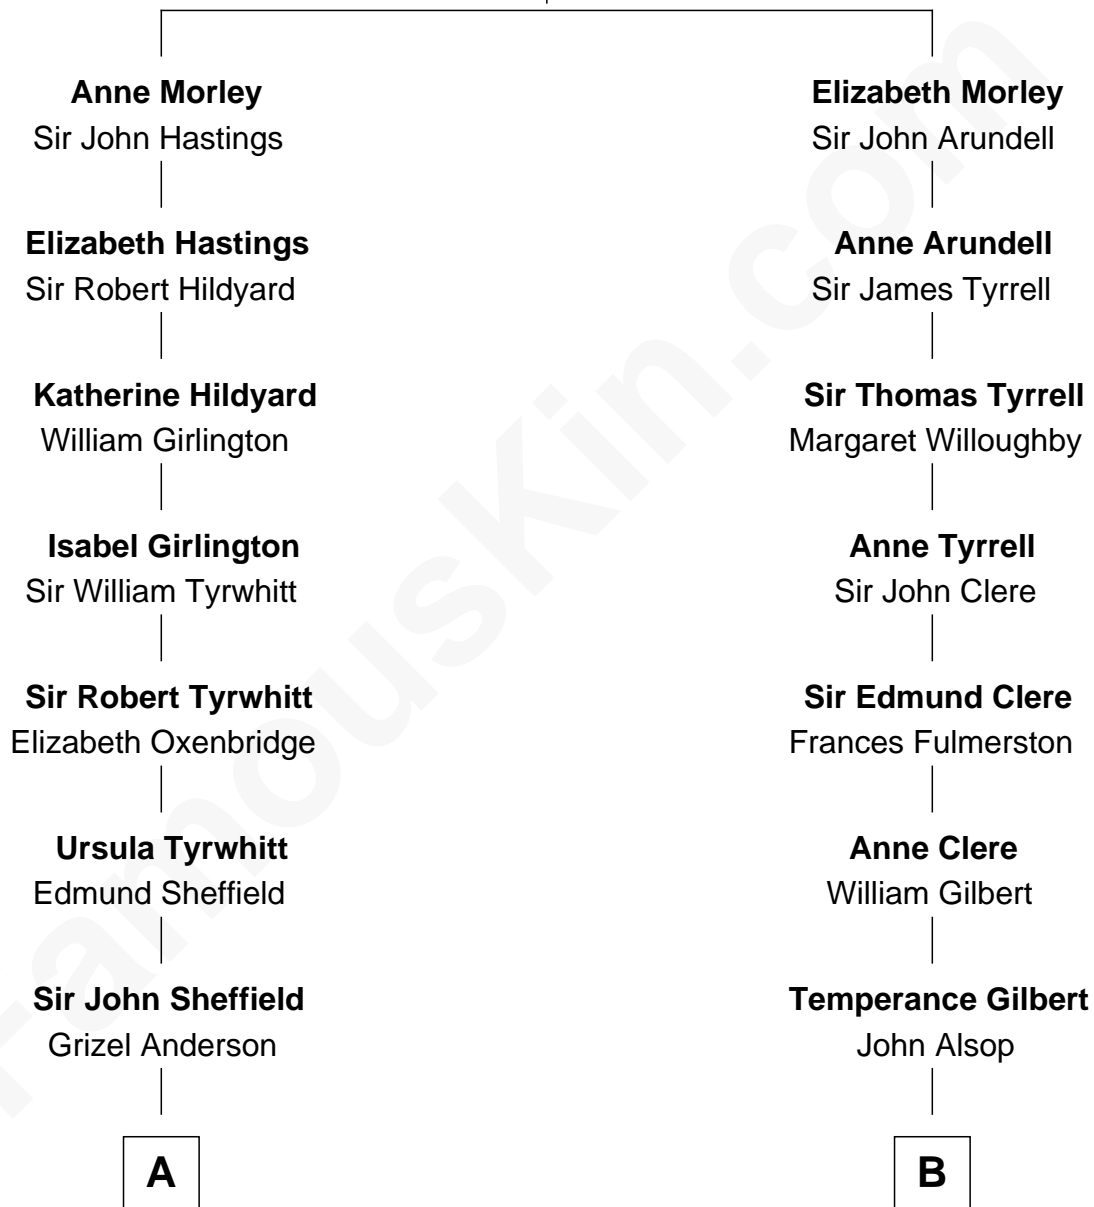 Anne Morley
Sir John Hastings
Elizabeth Hastings
Sir Robert Hildyard
Katherine Hildyard
William Girlington
Isabel Girlington
Sir William Tyrwhitt
Sir Robert Tyrwhitt
Elizabeth Oxenbridge
Ursula Tyrwhitt
Edmund Sheffield
Sir John Sheffield
Grizel Anderson
A
Elizabeth Morley
Sir John Arundell
Anne Arundell
Sir James Tyrrell
Sir Thomas Tyrrell
Margaret Willoughby
Anne Tyrrell
Sir John Clere
Sir Edmund Clere
Frances Fulmerston
Anne Clere
William Gilbert
Temperance Gilbert
John Alsop
B
FamousKin.com